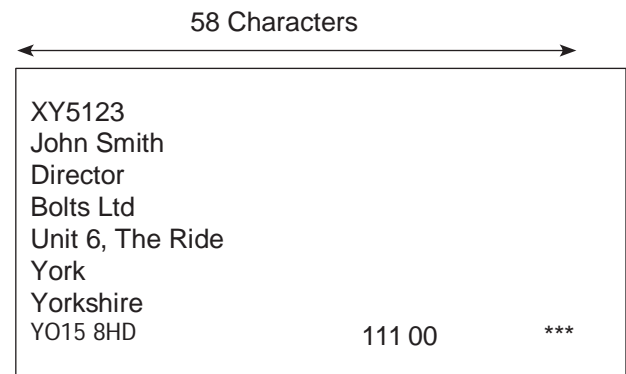 58 Characters
XY5123
John Smith
Director
Bolts Ltd
Unit 6, The Ride
York
Yorkshire
YO15 8HD 111 00 ***